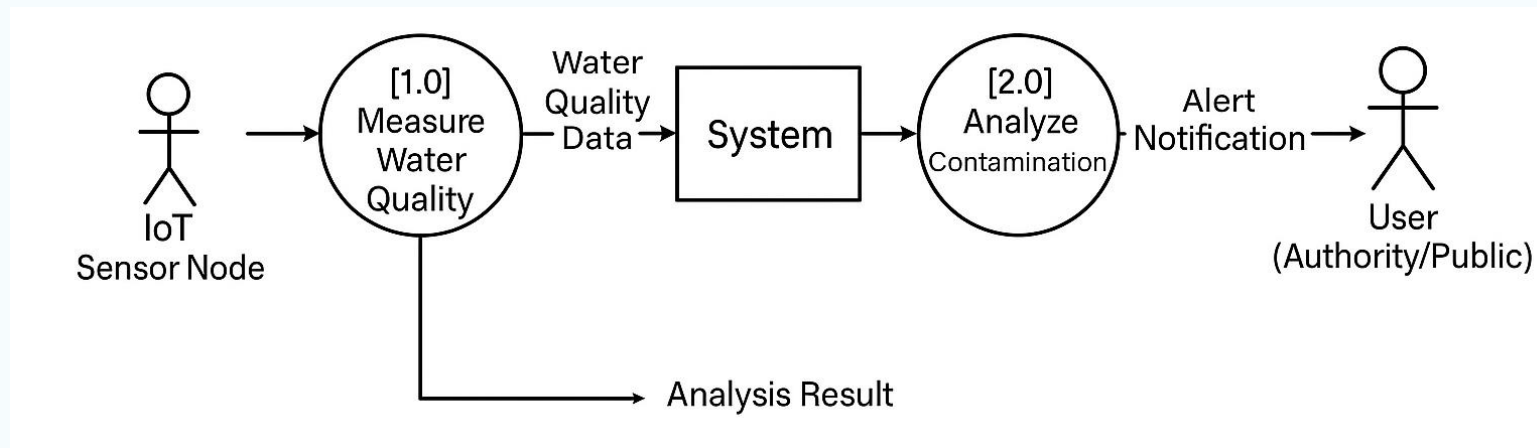 IoT
Sensor Node
[1.0]
Measure
Water
Quality
Water
Quality
Data
System
[2.0]
Analyze
Contamination
Alert
Notification
User
(Authority/Public)
Analysis Result